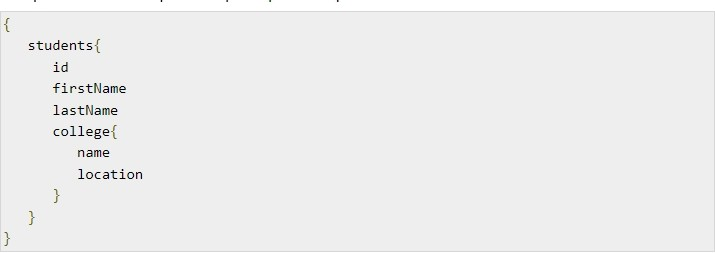 {
students{
id
firstName
lastName
college{
name
location
}
}
}